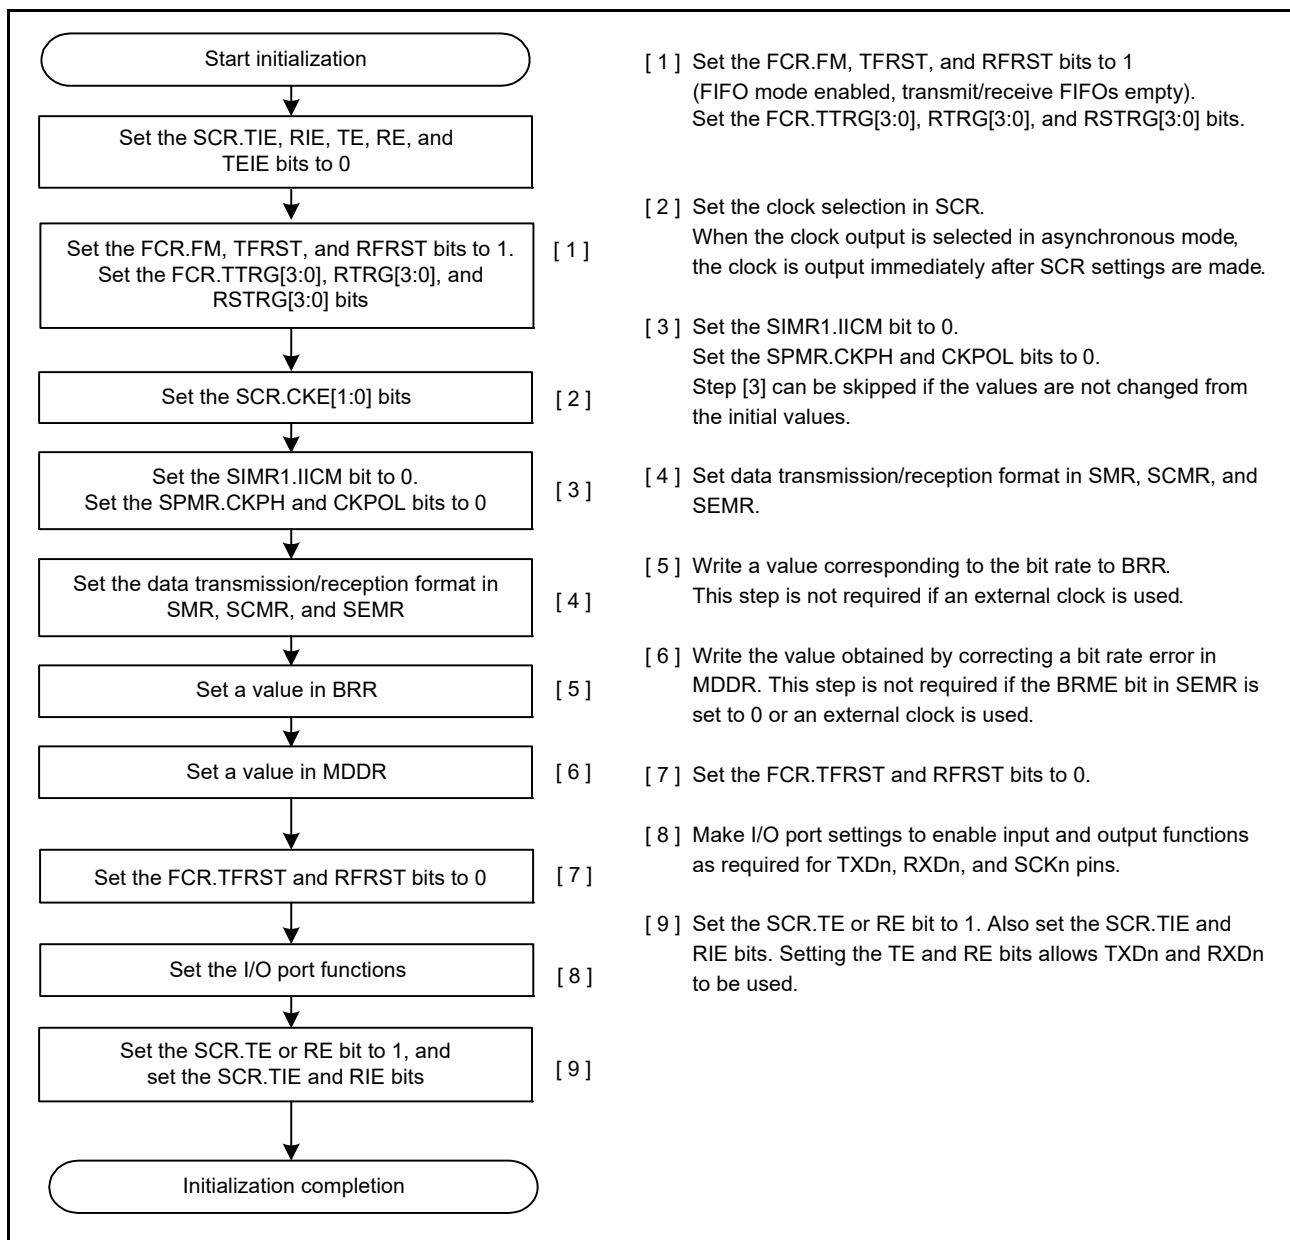 Start initialization
Set the SCR.TIE, RIE, TE, RE, and
TEIE bits to 0
Set the FCR.FM, TFRST, and RFRST bits to 1.
Set the FCR.TTRG[3:0], RTRG[3:0], and
RSTRG[3:0] bits
[ 1 ]
Set the SCR.CKE[1:0] bits
[ 2 ]
Set the SIMR1.IICM bit to 0.
Set the SPMR.CKPH and CKPOL bits to 0
[ 3 ]
Set the data transmission/reception format in
SMR, SCMR, and SEMR
[ 4 ]
Set a value in BRR
[ 5 ]
Set a value in MDDR
[ 6 ]
Set the FCR.TFRST and RFRST bits to 0
[ 7 ]
Set the I/O port functions
[ 8 ]
Set the SCR.TE or RE bit to 1, and
set the SCR.TIE and RIE bits
[ 9 ]
Initialization completion
[ 1 ] Set the FCR.FM, TFRST, and RFRST bits to 1
(FIFO mode enabled, transmit/receive FIFOs empty).
Set the FCR.TTRG[3:0], RTRG[3:0], and RSTRG[3:0] bits.
[ 2 ] Set the clock selection in SCR.
When the clock output is selected in asynchronous mode,
the clock is output immediately after SCR settings are made.
[ 3 ] Set the SIMR1.IICM bit to 0.
Set the SPMR.CKPH and CKPOL bits to 0.
Step [3] can be skipped if the values are not changed from
the initial values.
[ 4 ] Set data transmission/reception format in SMR, SCMR, and
SEMR.
[ 5 ] Write a value corresponding to the bit rate to BRR.
This step is not required if an external clock is used.
[ 6 ] Write the value obtained by correcting a bit rate error in
MDDR. This step is not required if the BRME bit in SEMR is
set to 0 or an external clock is used.
[ 7 ] Set the FCR.TFRST and RFRST bits to 0.
[ 8 ] Make I/O port settings to enable input and output functions
as required for TXDn, RXDn, and SCKn pins.
[ 9 ] Set the SCR.TE or RE bit to 1. Also set the SCR.TIE and
RIE bits. Setting the TE and RE bits allows TXDn and RXDn
to be used.